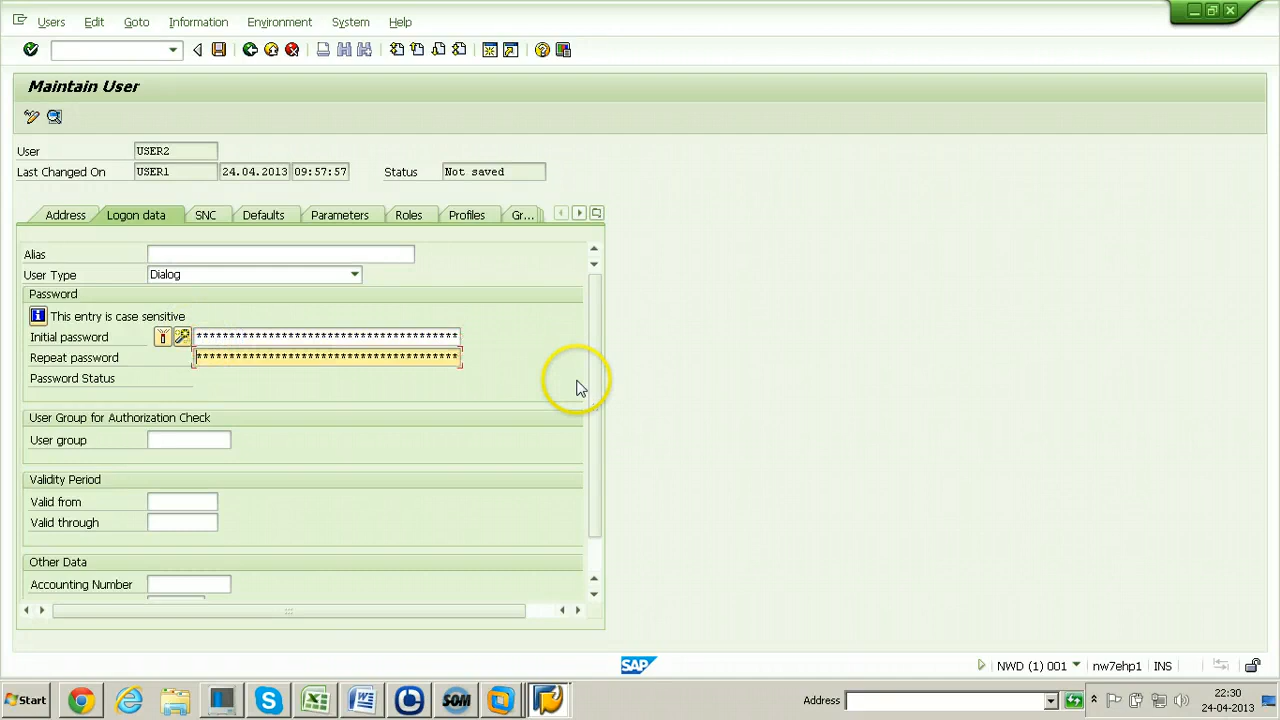 Users Edit Goto Information Environment System Help
Maintain User
User USER2
Last Changed On USER1 24.04.2013 09:57:57 Status Not saved
Address Logon data SNC Defaults Parameters Roles Profiles Gr...
Alias
User Type Dialog
Password
This entry is case sensitive
Initial password ****************************************
Repeat password ****************************************
Password Status
User Group for Authorization Check
User group
Validity Period
Valid from
Valid through
Other Data
Accounting Number
SAP NWD (1) 001 nw7ehp1 INS
Start SOM Address 22:30
24-04-2013